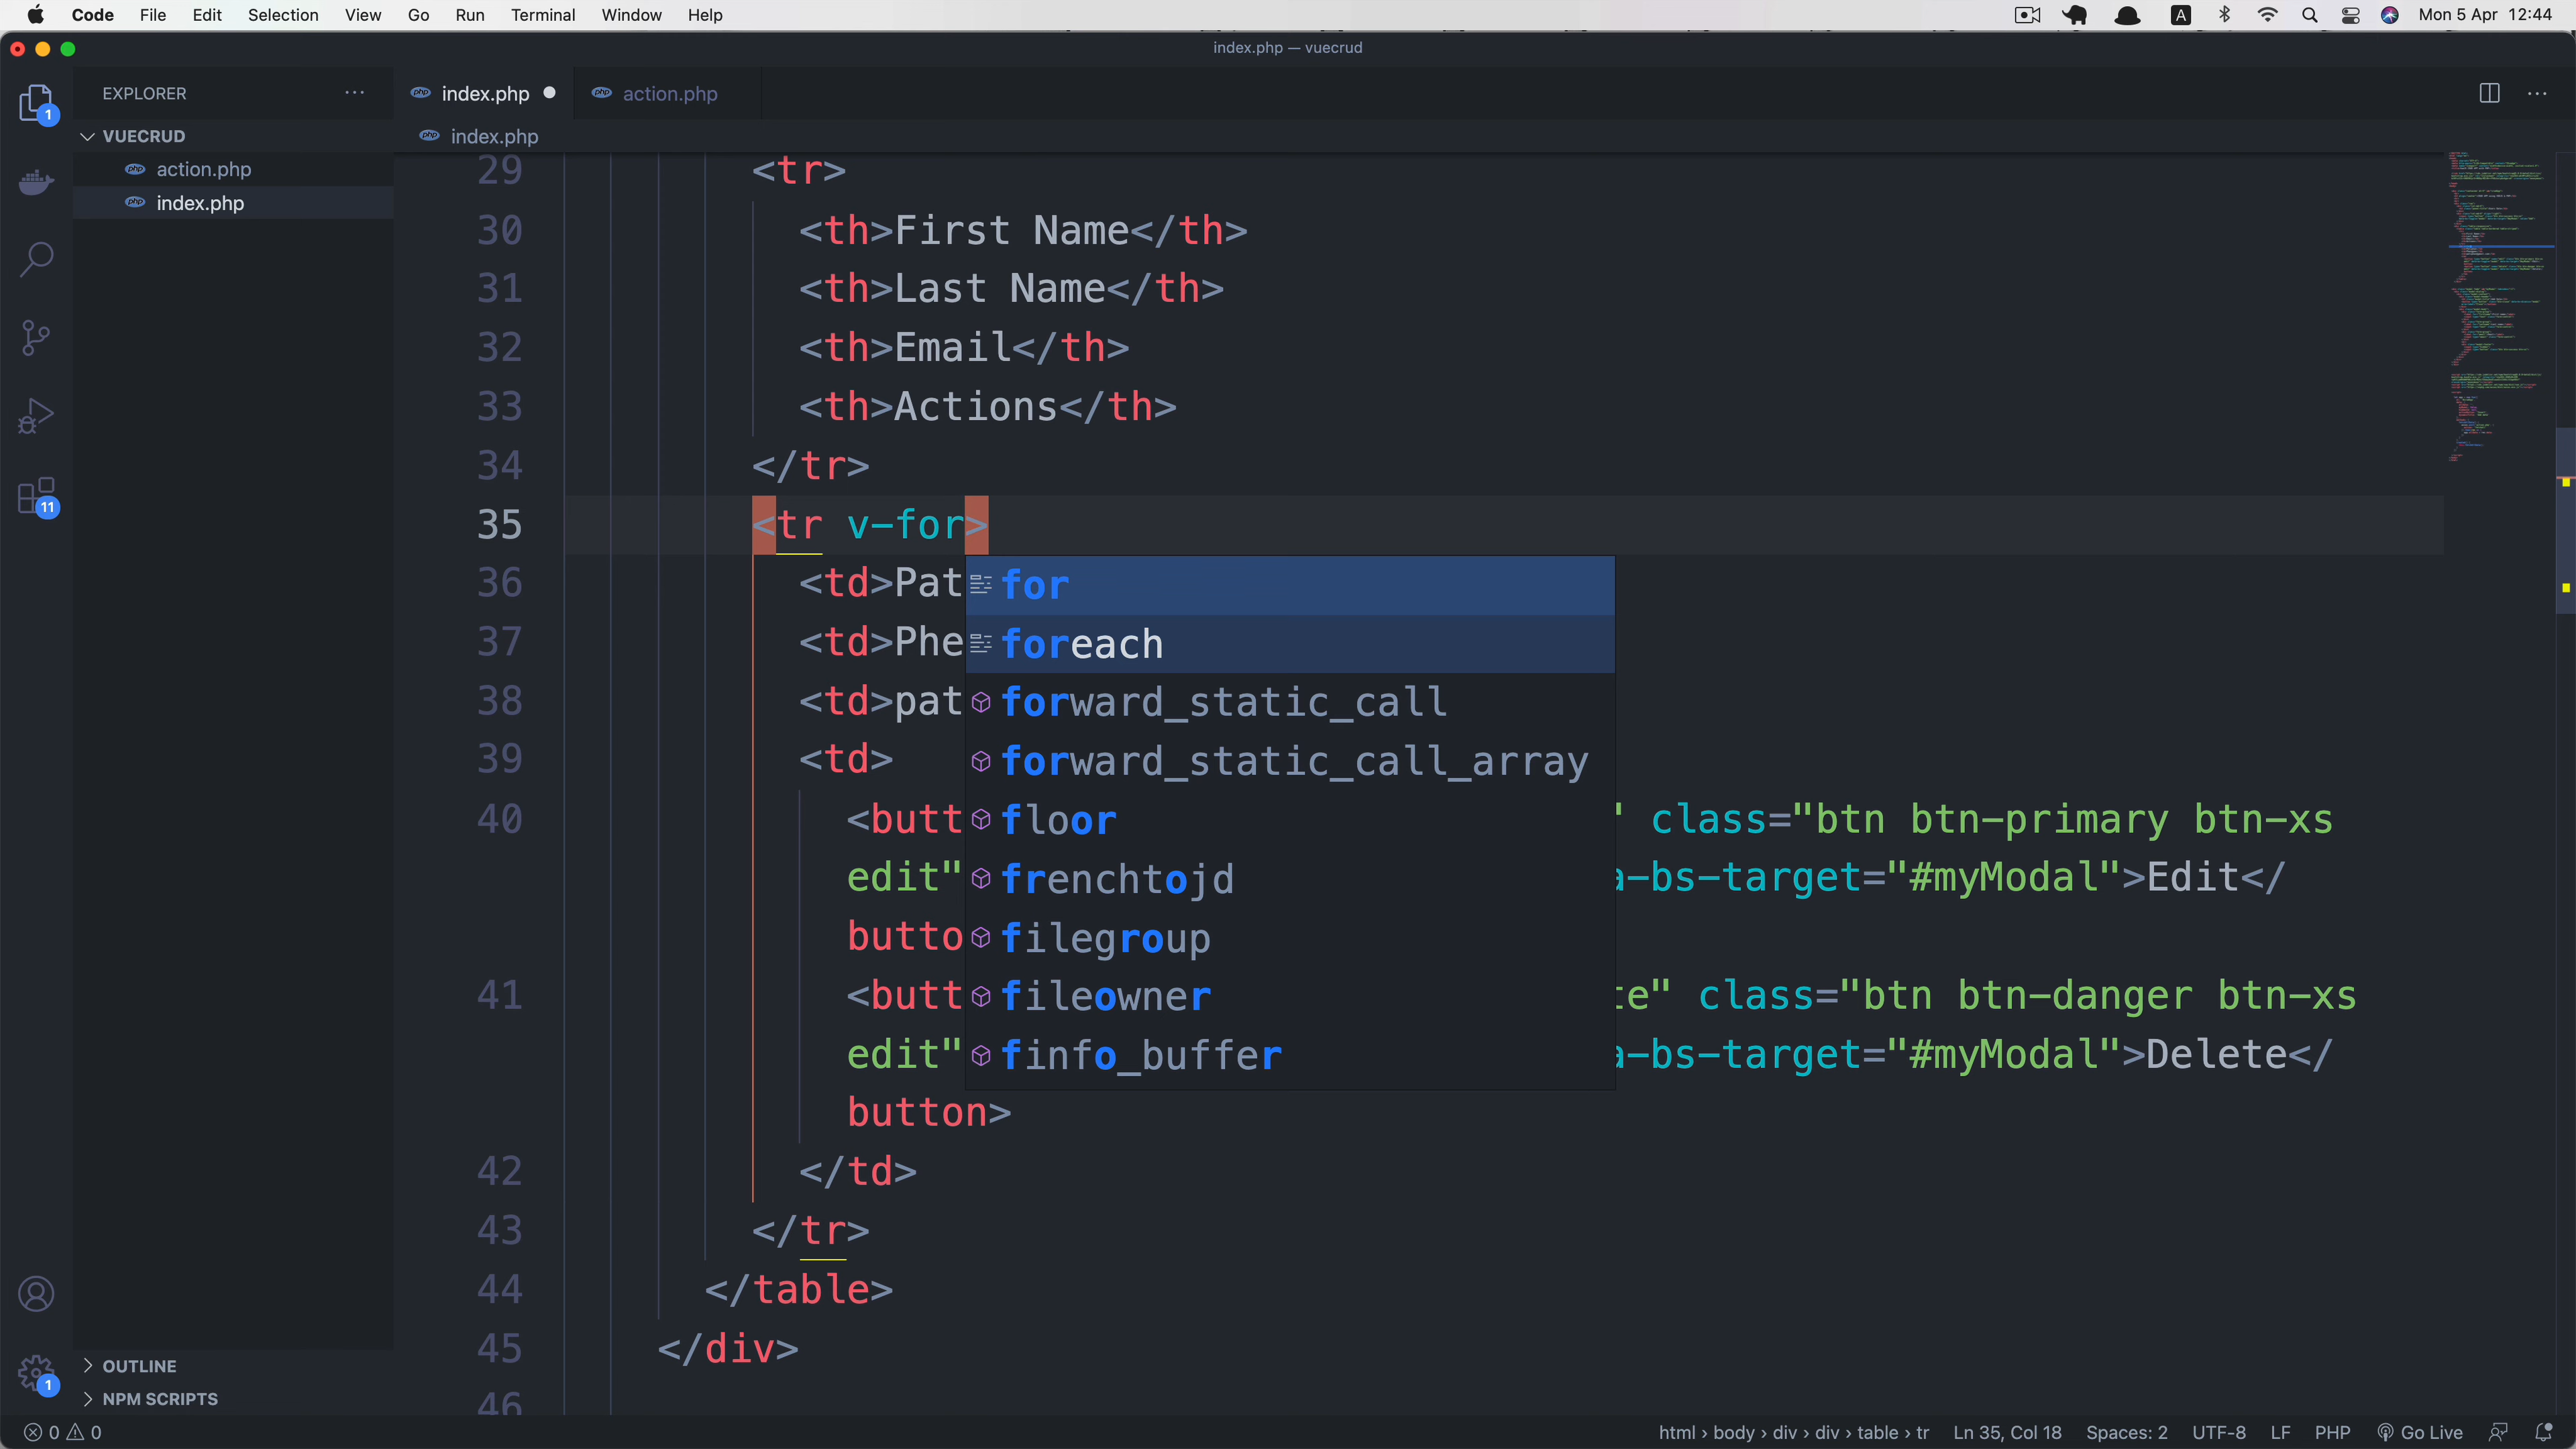 Code File Edit Selection View Go Run Terminal Window Help A Mon 5 Apr 12:44
index.php — vuecrud
EXPLORER
index.php
action.php
1
VUECRUD
index.php
action.php
index.php
11
29 <tr>
30 <th>First Name</th>
31 <th>Last Name</th>
32 <th>Email</th>
33 <th>Actions</th>
34 </tr>
35 <tr v-for>
36 <td>Pat
37 <td>Phe
38 <td>pat
39 <td>
for
foreach
forward_static_call
forward_static_call_array
floor
frenchtojd
filegroup
fileowner
finfo_buffer
40 <butt " class="btn btn-primary btn-xs
edit" a-bs-target="#myModal">Edit</
butto
41 <butt te" class="btn btn-danger btn-xs
edit" a-bs-target="#myModal">Delete</
button>
42 </td>
43 </tr>
44 </table>
45 </div>
46
OUTLINE
1
NPM SCRIPTS
0 0 html › body › div › div › table › tr Ln 35, Col 18 Spaces: 2 UTF-8 LF PHP Go Live